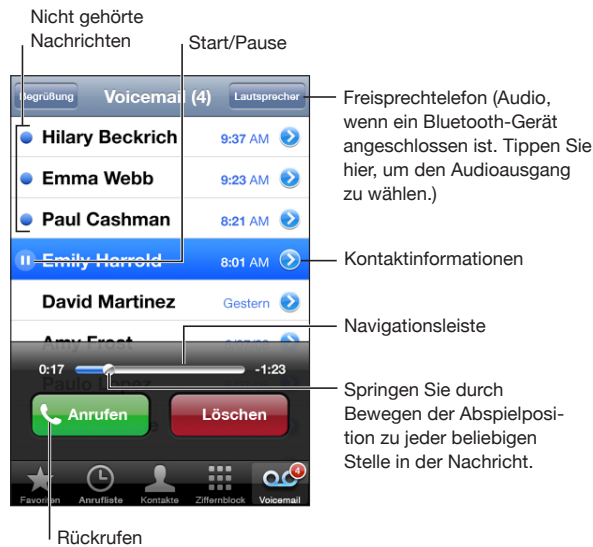 Nicht gehörte
Nachrichten
Start/Pause
Begrüßung
Voicemail (4)
Lautsprecher
Freisprechtelefon (Audio,
wenn ein Bluetooth-Gerät
angeschlossen ist. Tippen Sie
hier, um den Audioausgang
zu wählen.)
Hilary Beckrich 9:37 AM
Emma Webb 9:23 AM
Paul Cashman 8:21 AM
Emily Harrold 8:01 AM
Kontaktinformationen
David Martinez Gestern
Navigationsleiste
Amy Frost
0:17 -1:23
Paulo Lopez
Springen Sie durch
Bewegen der Abspielposi-
tion zu jeder beliebigen
Stelle in der Nachricht.
Anrufen
Löschen
4
Favoriten Anrufliste Kontakte Ziffernblock Voicemail
Rückrufen